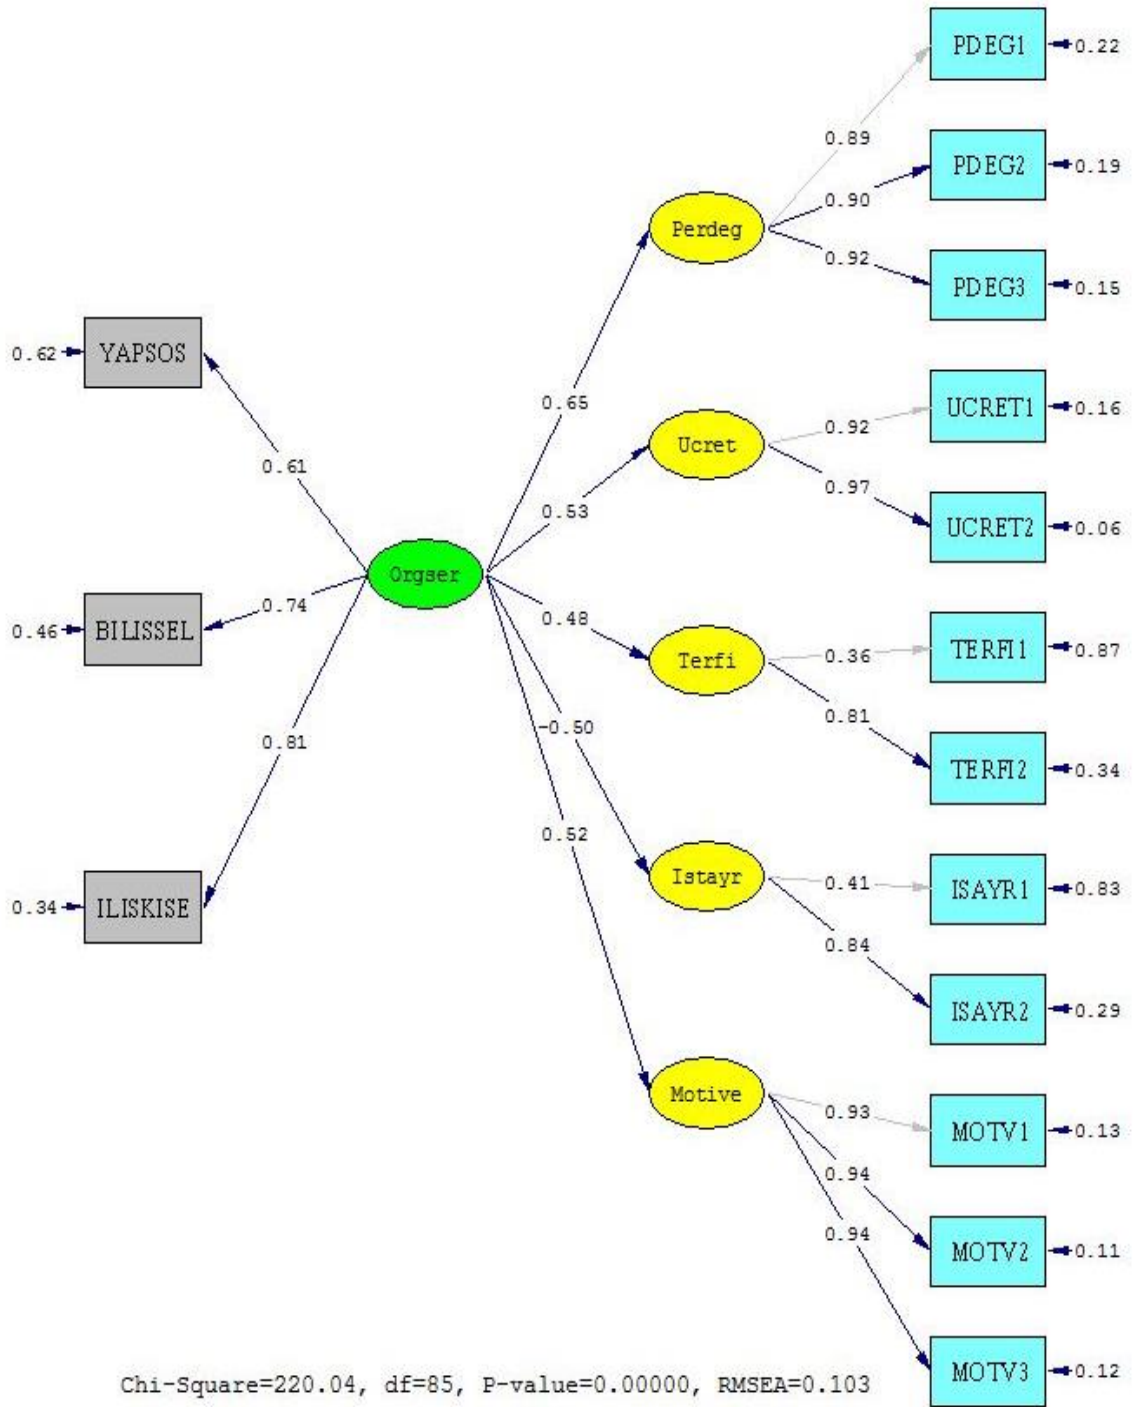 PDEG1
0.22
0.89
PDEG2
0.19
0.90
Perdeg
0.92
PDEG3
0.15
YAPSOS
0.62
0.65
UCRET1
0.16
0.92
Ucret
0.61
0.97
0.53
UCRET2
0.06
Orgser
0.74
BILISSEL
0.46
0.48
TERFI1
0.87
0.36
Terfi
0.81
-0.50
0.81
TERFI2
0.34
0.52
Istayr
0.41
ISAYR1
0.83
ILISKISE
0.34
0.84
ISAYR2
0.29
Motive
0.93
MOTV1
0.13
0.94
0.94
MOTV2
0.11
MOTV3
0.12
Chi-Square=220.04, df=85, P-value=0.00000, RMSEA=0.103